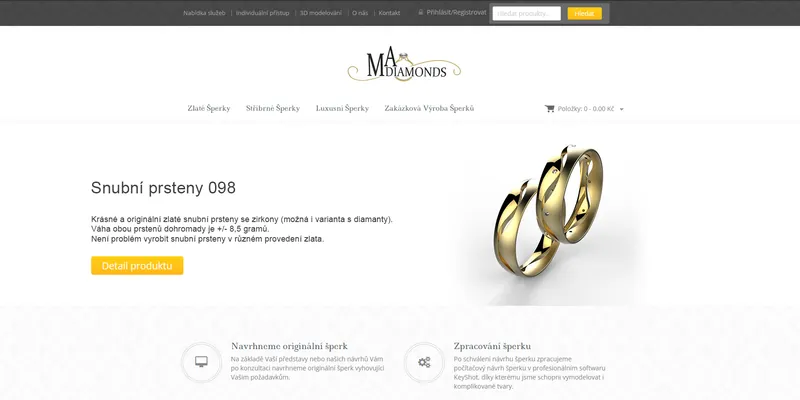 Nabídka služeb
Individuální přístup
3D modelování
O nás
Kontakt
Přihlásit/Registrovat
Hledat produkty...
Hledat
MA
DIAMONDS
Zlaté Šperky
Stříbrné Šperky
Luxusní Šperky
Zakázková Výroba Šperků
Položky: 0 - 0.00 Kč
Snubní prsteny 098
Krásné a originální zlaté snubní prsteny se zirkony (možná i varianta s diamanty).
Váha obou prstenů dohromady je +/- 8,5 gramů.
Není problém vyrobit snubní prsteny v různém provedení zlata.
Detail produktu
Navrhneme originální šperk
Na základě Vaší představy nebo našich návrhů Vám
po konzultaci navrhneme originální šperk vyhovující
Vašim požadavkům.
Zpracování šperku
Po schválení návrhu šperku zpracujeme
počítačový návrh šperku v profesionálním softwaru
KeyShot, díky kterému jsme schopni vymodelovat i
komplikované tvary.